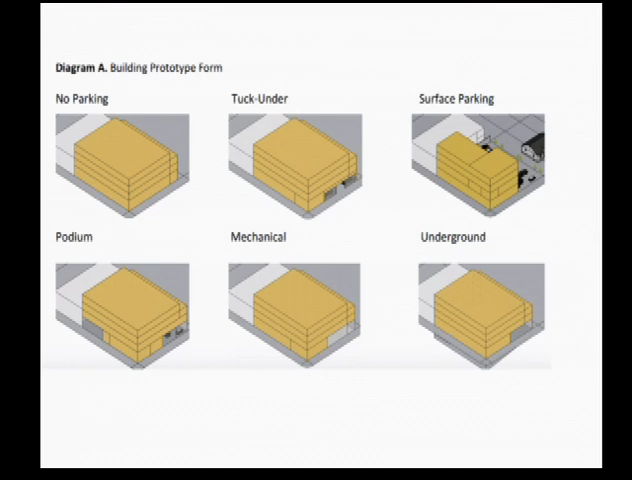 Diagram A. Building Prototype Form
No Parking
Tuck-Under
Surface Parking
Podium
Mechanical
Underground